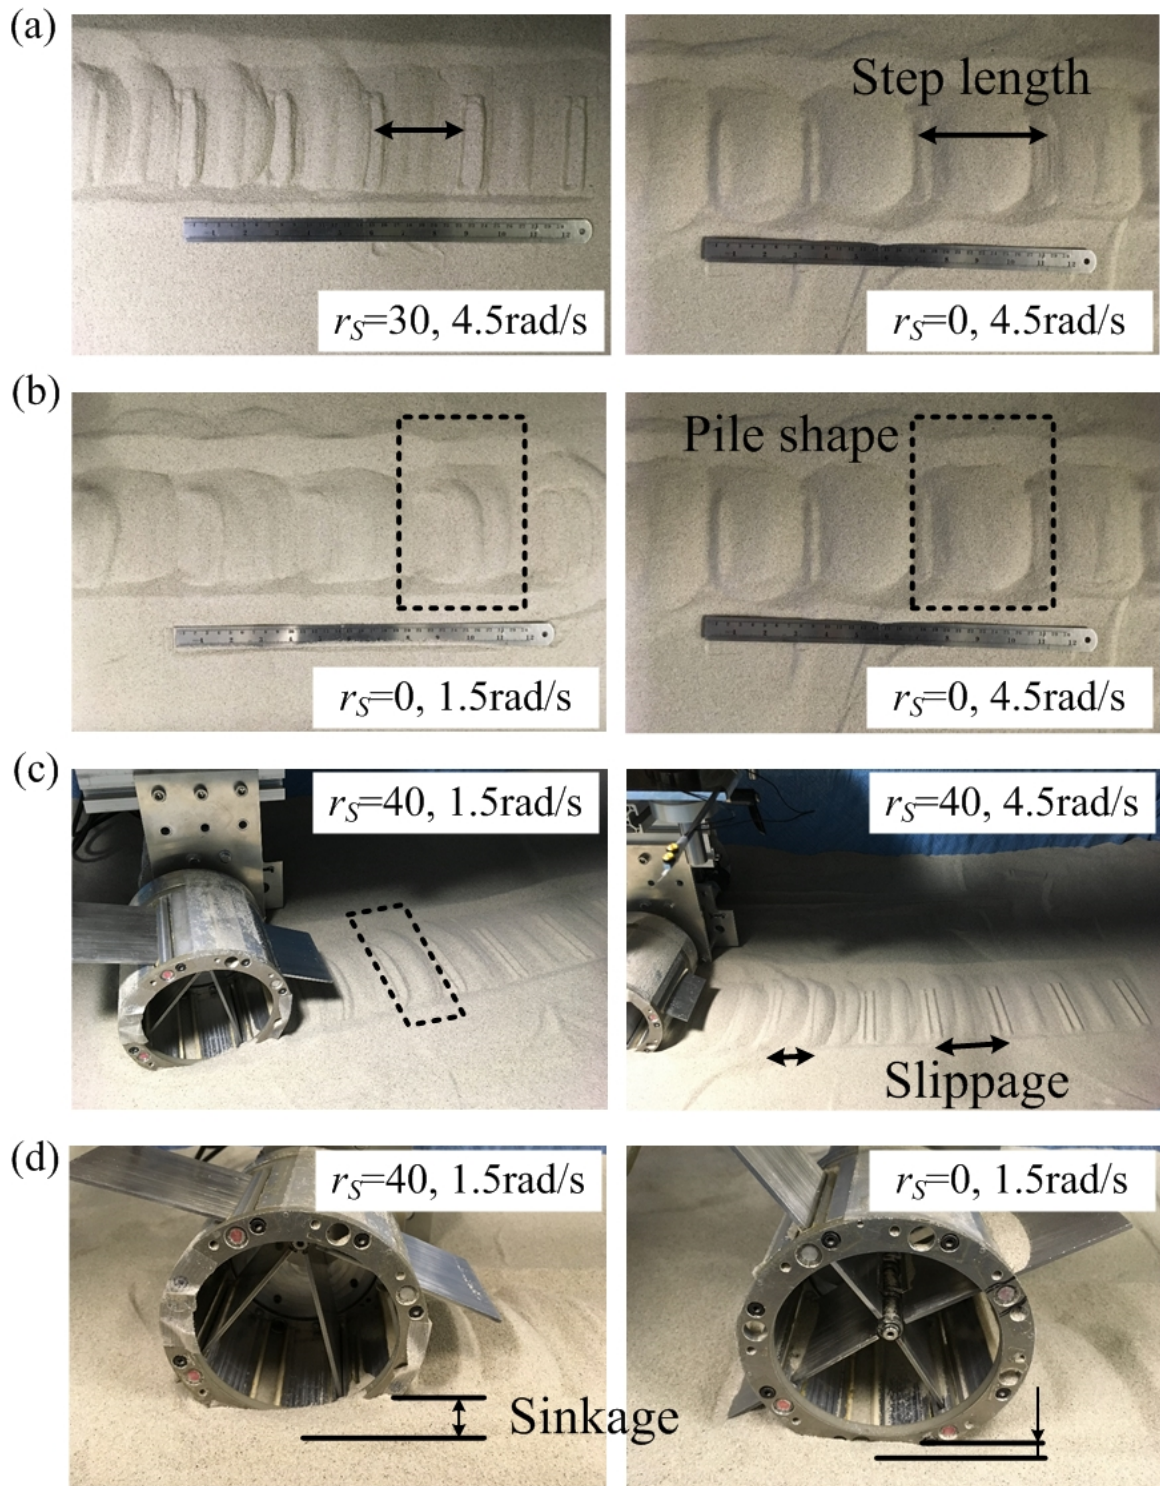 (a)
Step length
rS=30, 4.5rad/s
rS=0, 4.5rad/s
(b)
Pile shape
rS=0, 1.5rad/s
rS=0, 4.5rad/s
(c)
rS=40, 1.5rad/s
rS=40, 4.5rad/s
Slippage
(d)
rS=40, 1.5rad/s
rS=0, 1.5rad/s
Sinkage